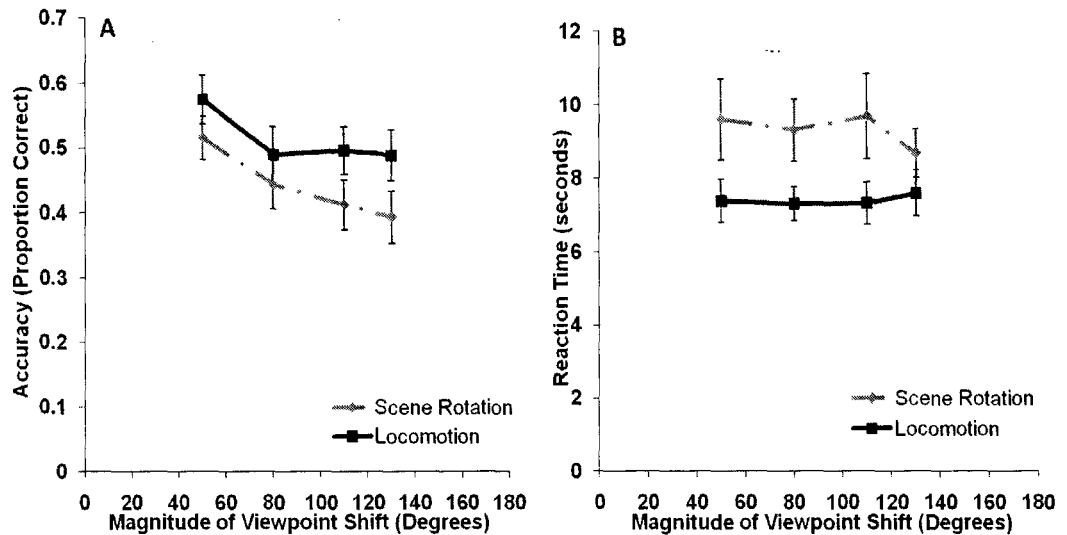 A
Accuracy (Proportion Correct)
0.7
0.6
0.5
0.4
0.3
0.2
0.1
0
0 20 40 60 80 100 120 140 160 180
Magnitude of Viewpoint Shift (Degrees)
Scene Rotation
Locomotion
B
Reaction Time (seconds)
12
10
8
6
4
2
0
0 20 40 60 80 100 120 140 160 180
Magnitude of Viewpoint Shift (Degrees)
Scene Rotation
Locomotion